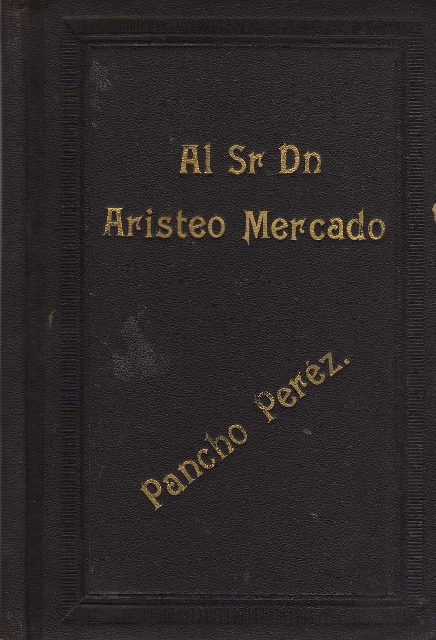 Al Sr Dn
Aristeo Mercado
Pancho Peréz.